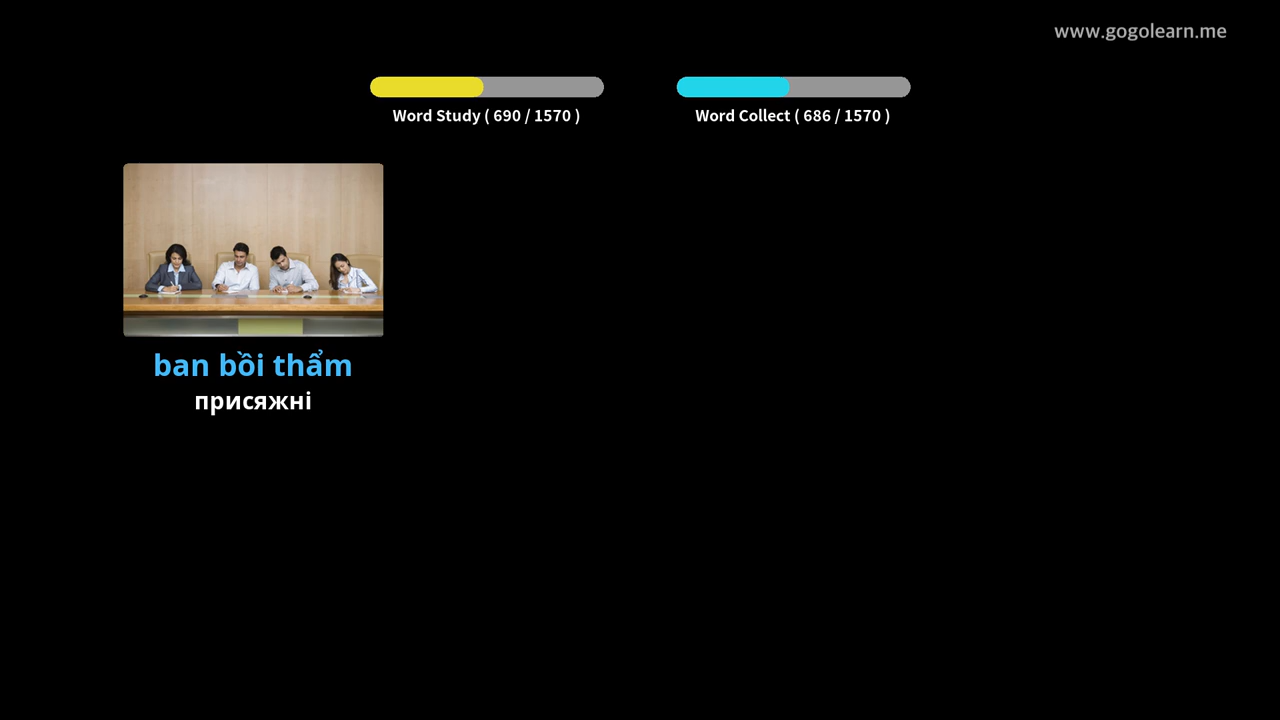 www.gogolearn.me
Word Study ( 690 / 1570 )
Word Collect ( 686 / 1570 )
ban bồi thẩm
присяжні